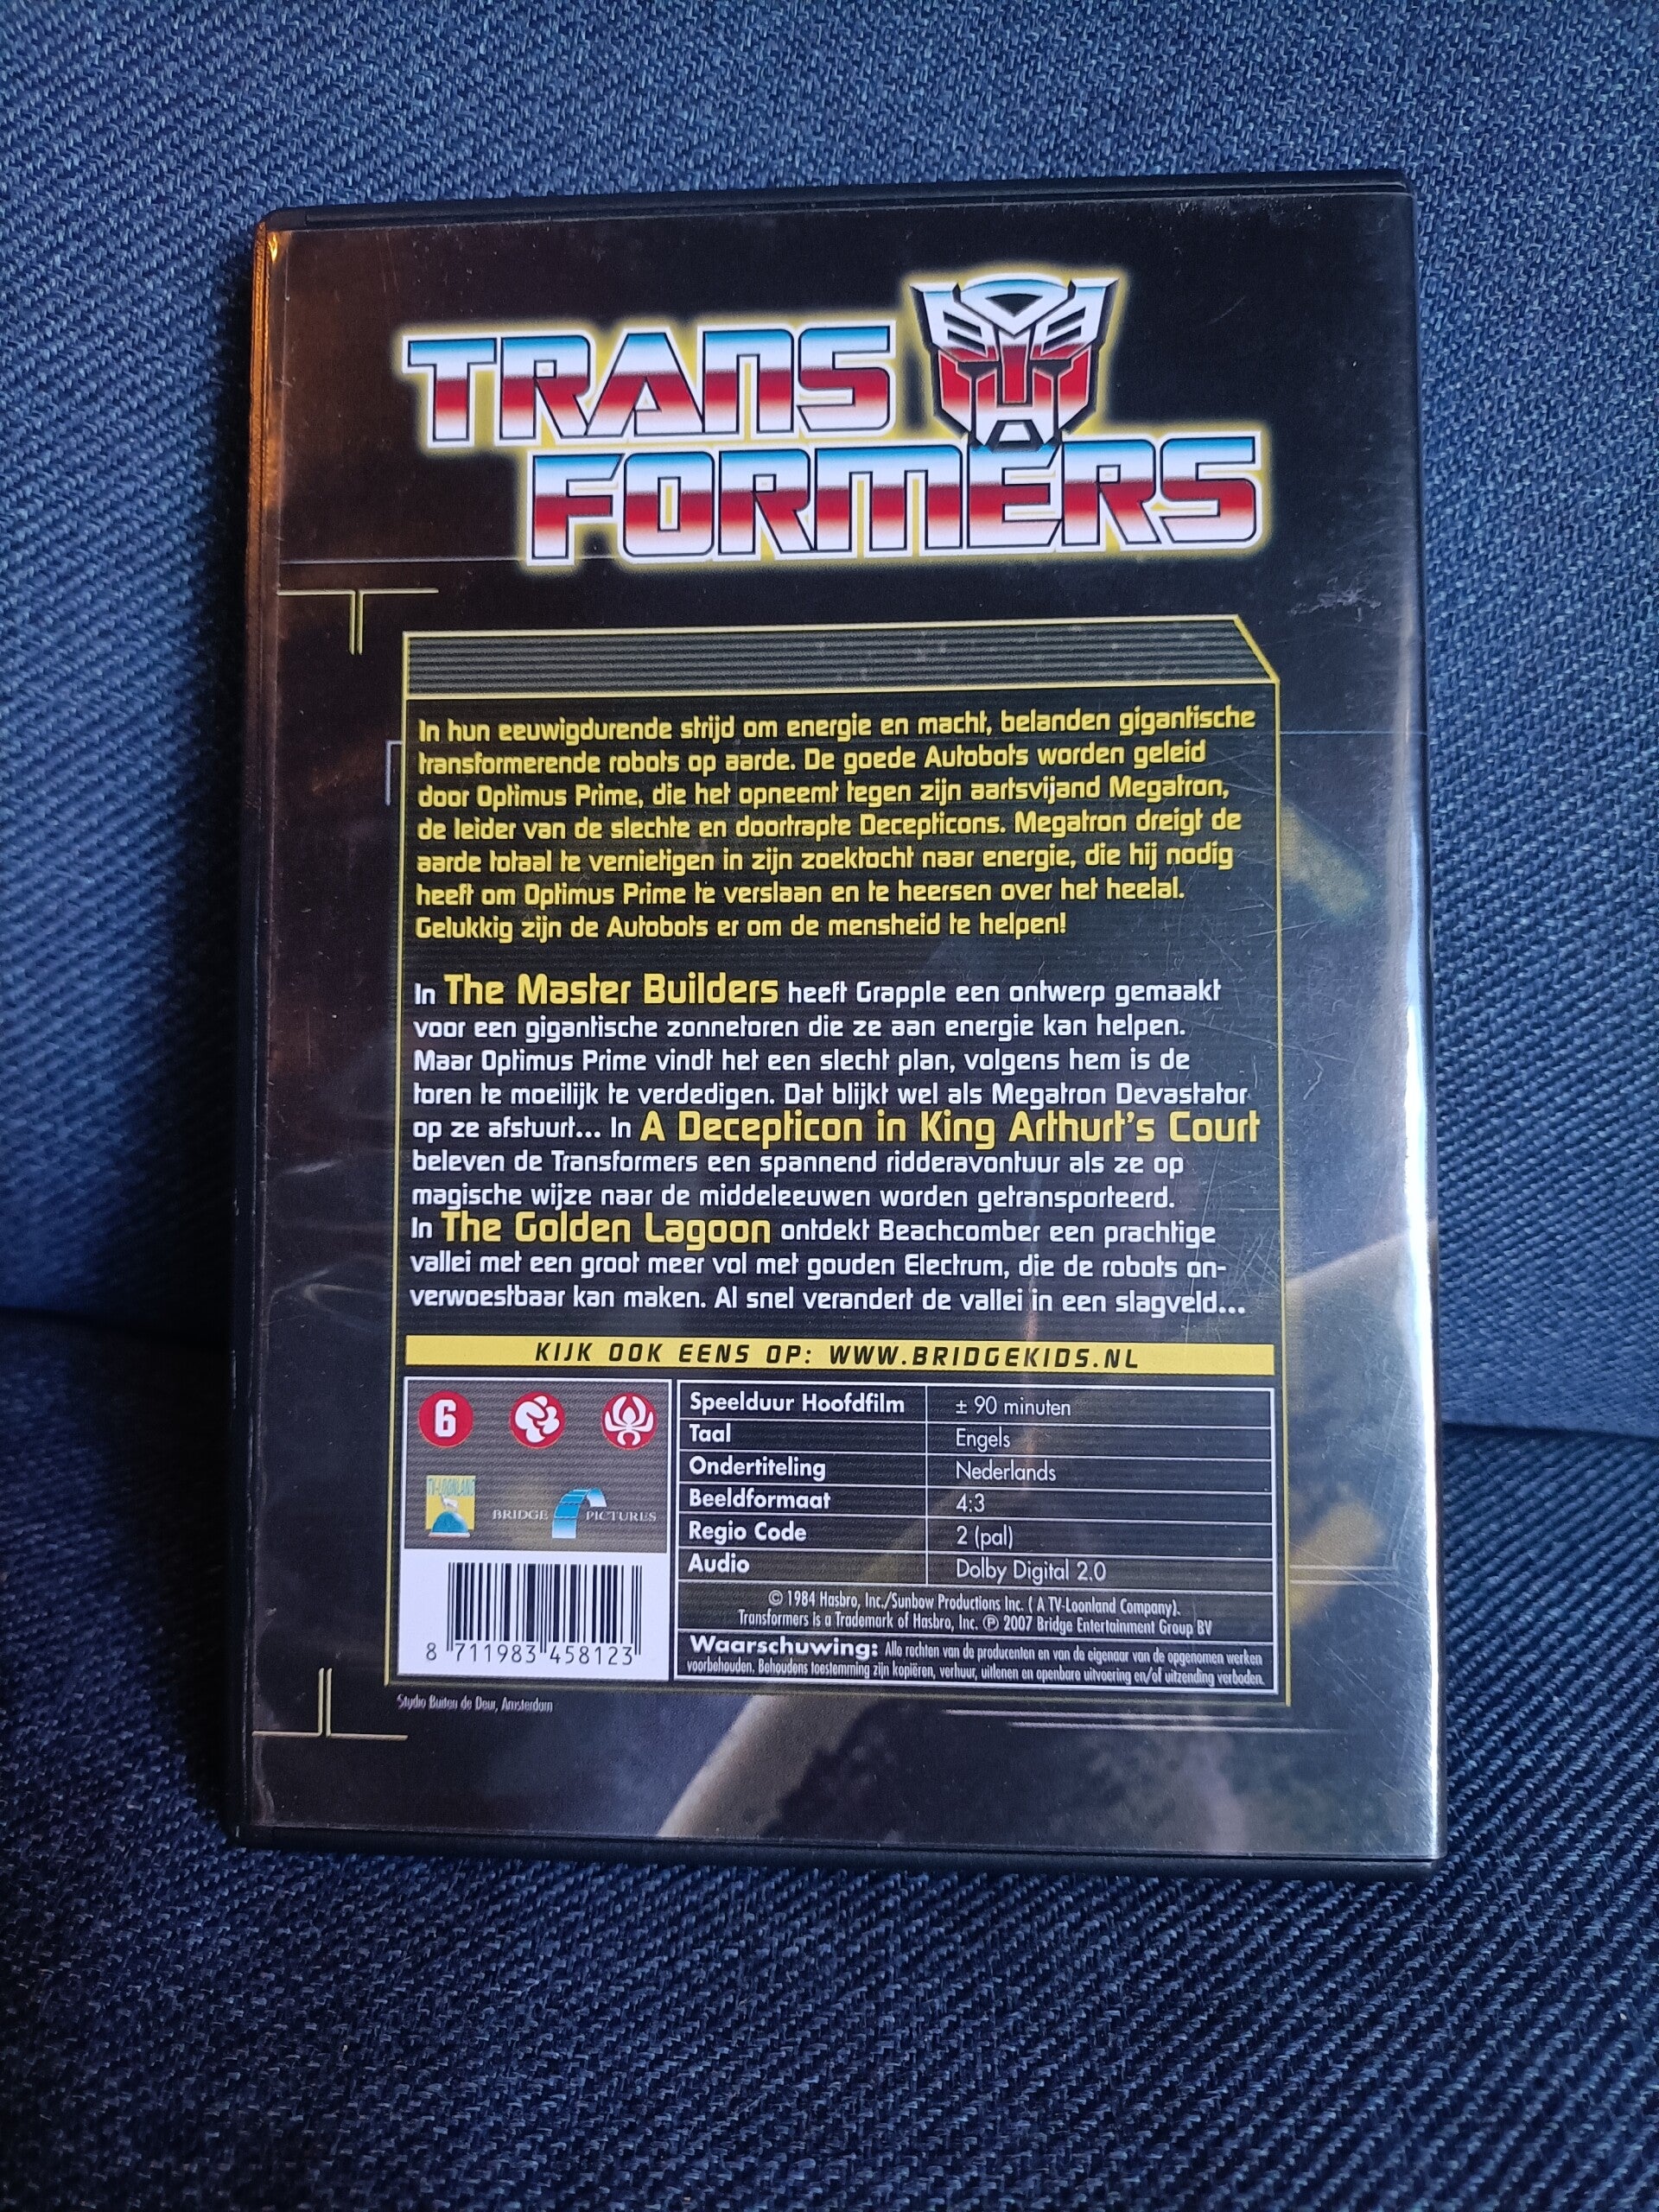 TRANS
FORMERS
In hun eeuwigdurende strijd om energie en macht, belanden gigantische
transformerende robots op aarde. De goede Autobots worden geleid
door Optimus Prime, die het opneemt tegen zijn aartsvijand Megatron,
de leider van de slechte en doortrapte Decepticons. Megatron dreigt de
aarde totaal te vernietigen in zijn zoektocht naar energie, die hij nodig
heeft om Optimus Prime te verslaan en te heersen over het heelal.
Gelukkig zijn de Autobots er om de mensheid te helpen!
In The Master Builders heeft Grapple een ontwerp gemaakt
voor een gigantische zonnetoren die ze aan energie kan helpen.
Maar Optimus Prime vindt het een slecht plan, volgens hem is de
toren te moeilijk te verdedigen. Dat blijkt wel als Megatron Devastator
op ze afstuurt... In A Decepticon in King Arthurt's Court
beleven de Transformers een spannend ridderavontuur als ze op
magische wijze naar de middeleeuwen worden getransporteerd.
In The Golden Lagoon ontdekt Beachcomber een prachtige
vallei met een groot meer vol met gouden Electrum, die de robots on-
verwoestbaar kan maken. Al snel verandert de vallei in een slagveld...
KIJK OOK EENS OP: WWW.BRIDGEKIDS.NL
6
TV-LOONLAND
BRIDGE PICTURES
8 711983 458123
Speelduur Hoofdfilm ± 90 minuten
Taal Engels
Ondertiteling Nederlands
Beeldformaat 4:3
Regio Code 2 (pal)
Audio Dolby Digital 2.0
© 1984 Hasbro, Inc./Sunbow Productions Inc. ( A TV-Loonland Company).
Transformers is a Trademark of Hasbro, Inc. ℗ 2007 Bridge Entertainment Group BV
Waarschuwing: Alle rechten van de producenten en van de eigenaar van de opgenomen werken
voorbehouden. Behoudens toestemming zijn kopiëren, verhuur, uitlenen en openbare uitvoering en/of uitzending verboden.
Studio Buiten de Deur, Amsterdam